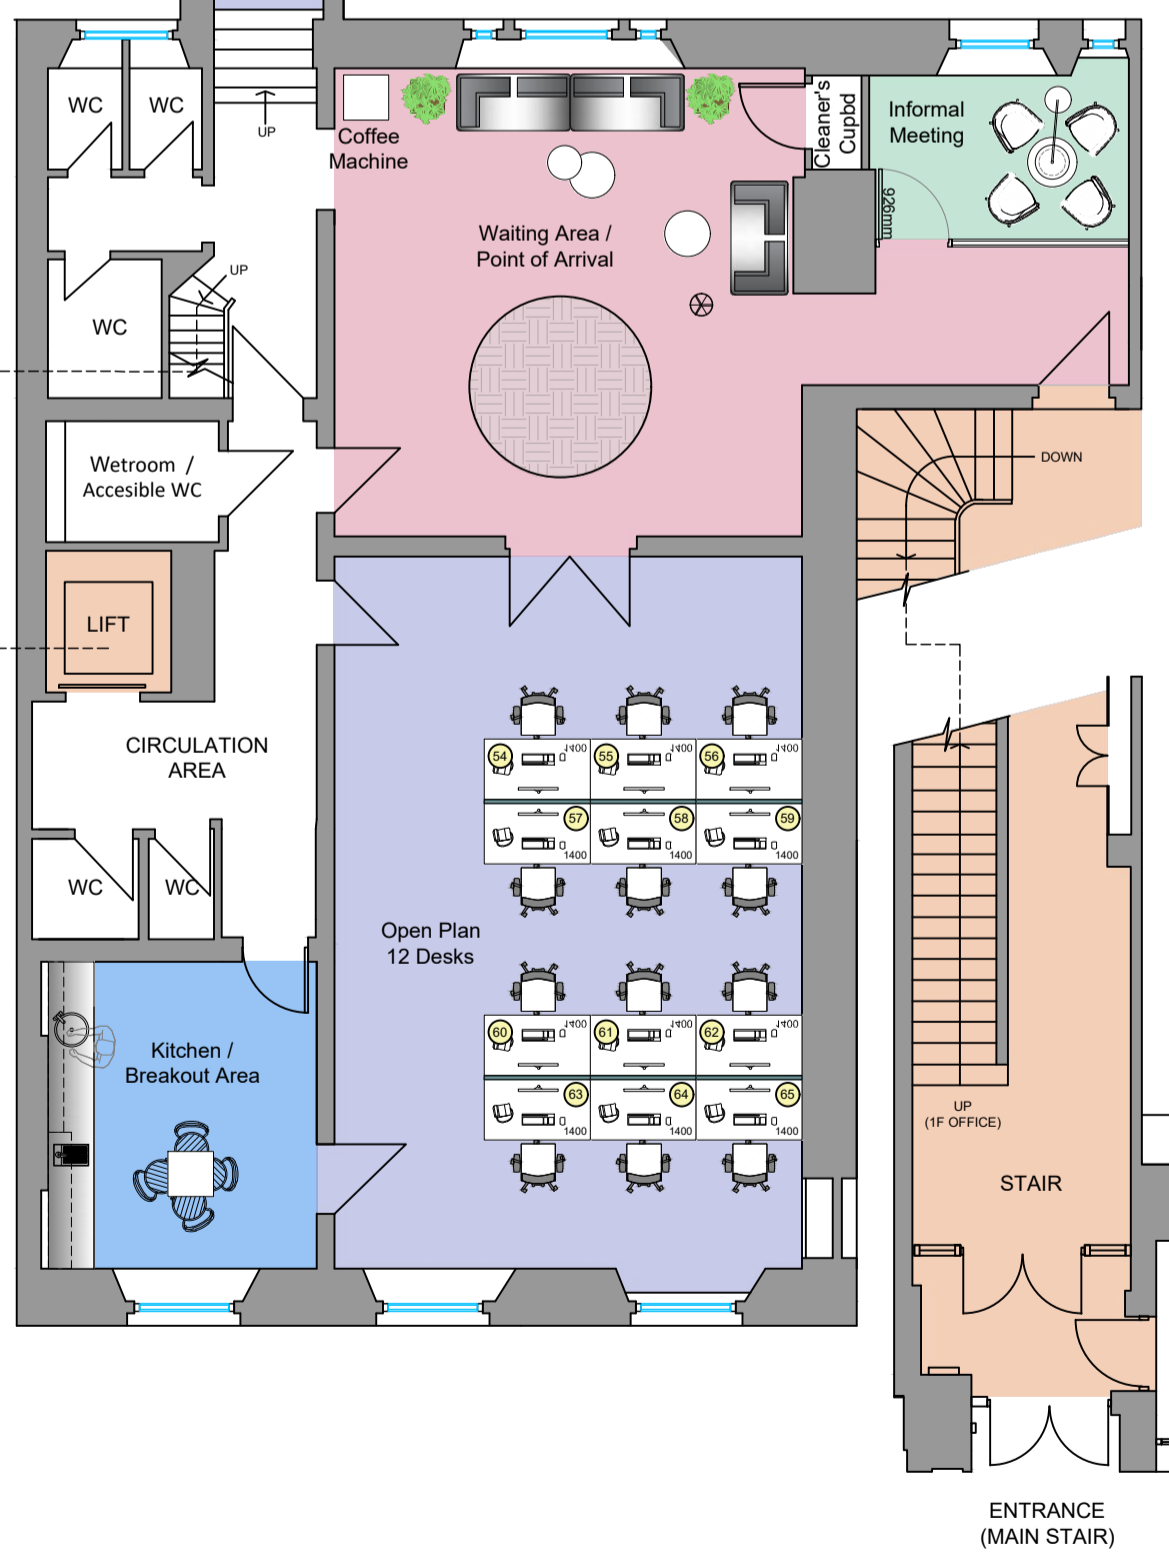 WC
WC
UP
Coffee
Machine
Cleaner's
Cupbd
Informal
Meeting
926mm
Waiting Area /
Point of Arrival
UP
WC
Wetroom /
Accesible WC
DOWN
LIFT
CIRCULATION
AREA
54
1400
55
1400
56
1400
57
1400
58
1400
59
1400
WC
WC
Open Plan
12 Desks
60
1400
61
1400
62
1400
63
1400
64
1400
65
1400
Kitchen /
Breakout Area
UP
(1F OFFICE)
STAIR
ENTRANCE
(MAIN STAIR)